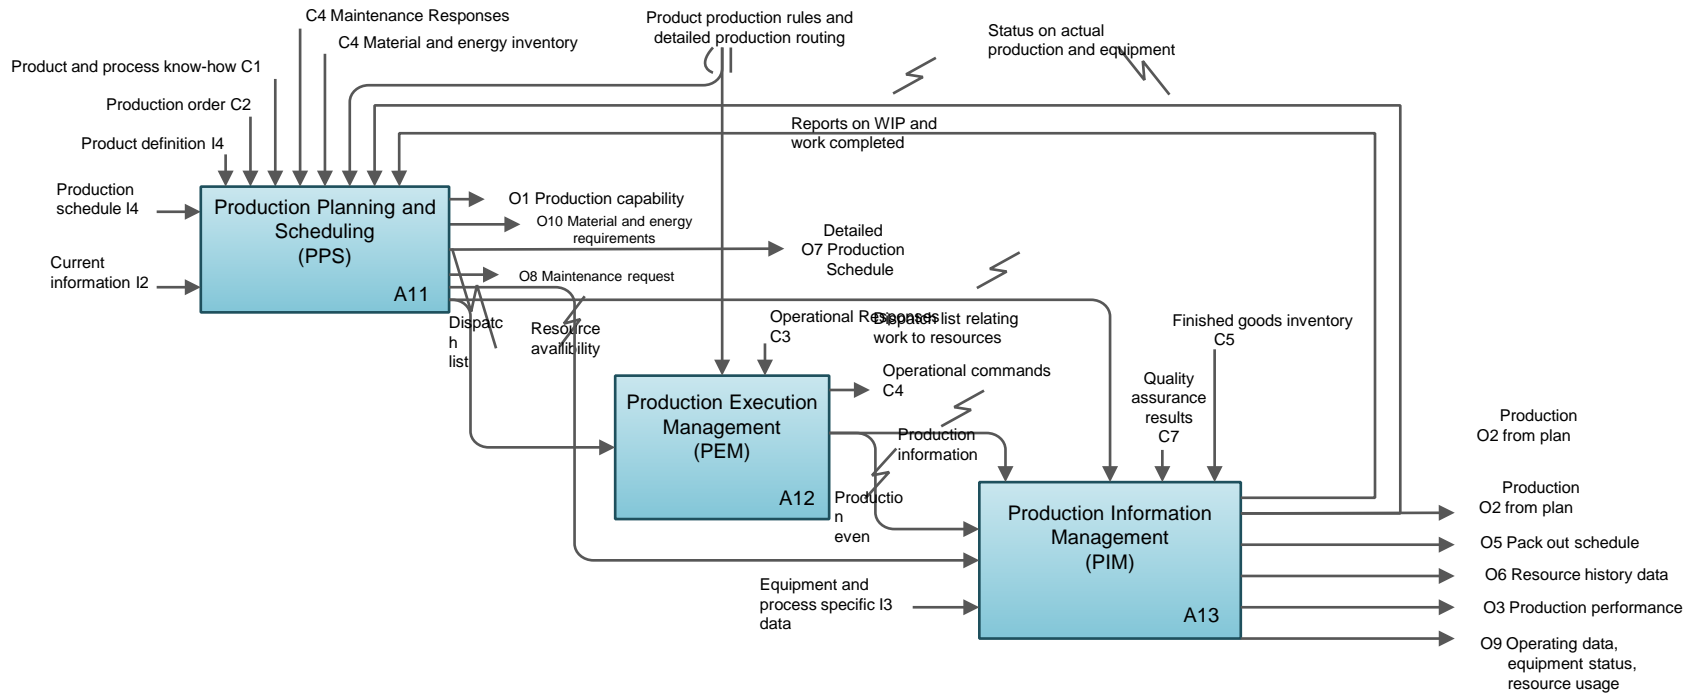 C4 Maintenance Responses
C4 Material and energy inventory
Product and process know-how C1
Production order C2
Product definition I4
Production
schedule I4
Current
information I2
Product production rules and
detailed production routing
Status on actual
production and equipment
Reports on WIP and
work completed
Production Planning and
Scheduling
(PPS)
A11
O1 Production capability
O10 Material and energy
requirements
Detailed
O7 Production
Schedule
O8 Maintenance request
Dispatc
h
list
Resource
availibility
Operational Responses
C3
Dispatch list relating
work to resources
Operational commands
C4
Finished goods inventory
C5
Quality
assurance
results
C7
Production Execution
Management
(PEM)
A12
Production
information
Productio
n
even
Equipment and
process specific I3
data
Production Information
Management
(PIM)
A13
Production
O2 from plan
Production
O2 from plan
O5 Pack out schedule
O6 Resource history data
O3 Production performance
O9 Operating data,
equipment status,
resource usage